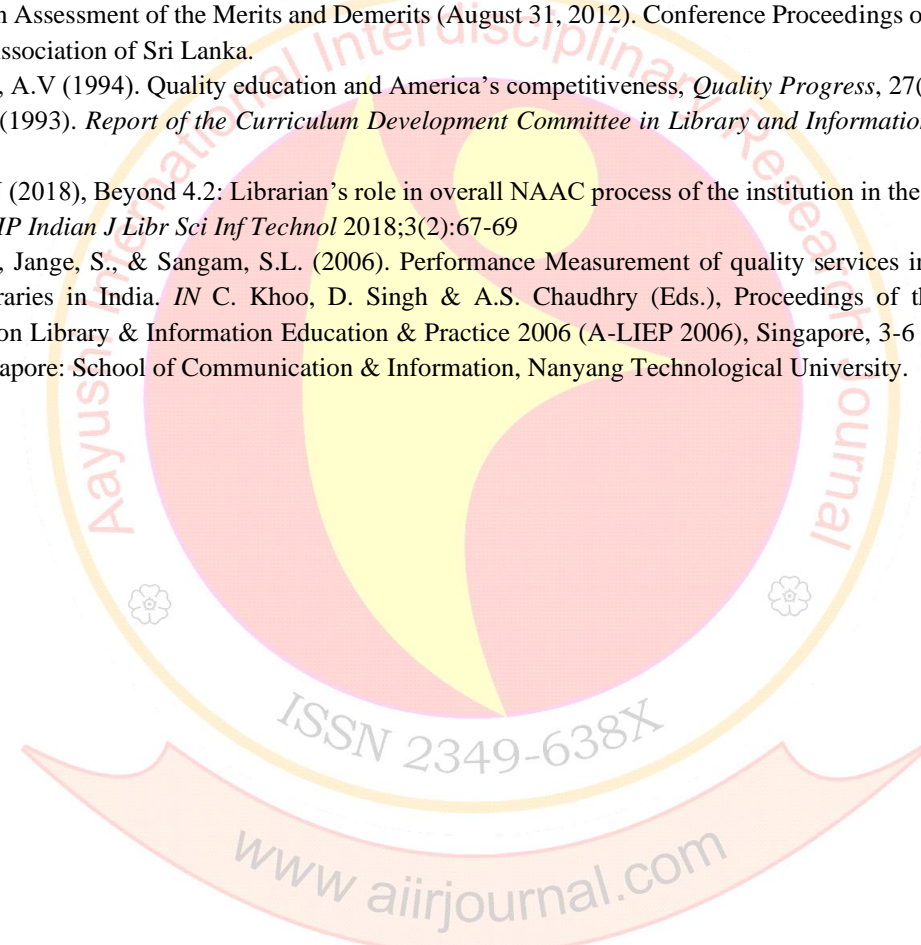 n Assessment of the Merits and Demerits (August 31, 2012). Conference Proceedings o
ssociation of Sri Lanka.
, A.V (1994). Quality education and America’s competitiveness, Quality Progress, 27(
(1993). Report of the Curriculum Development Committee in Library and Information
(2018), Beyond 4.2: Librarian’s role in overall NAAC process of the institution in the
IP Indian J Libr Sci Inf Technol 2018;3(2):67-69
, Jange, S., & Sangam, S.L. (2006). Performance Measurement of quality services in
raries in India. IN C. Khoo, D. Singh & A.S. Chaudhry (Eds.), Proceedings of th
on Library & Information Education & Practice 2006 (A-LIEP 2006), Singapore, 3-6
apore: School of Communication & Information, Nanyang Technological University.
Aayushi International Interdisciplinary Research Journal
ISSN 2349-638X
www aiirjournal.com